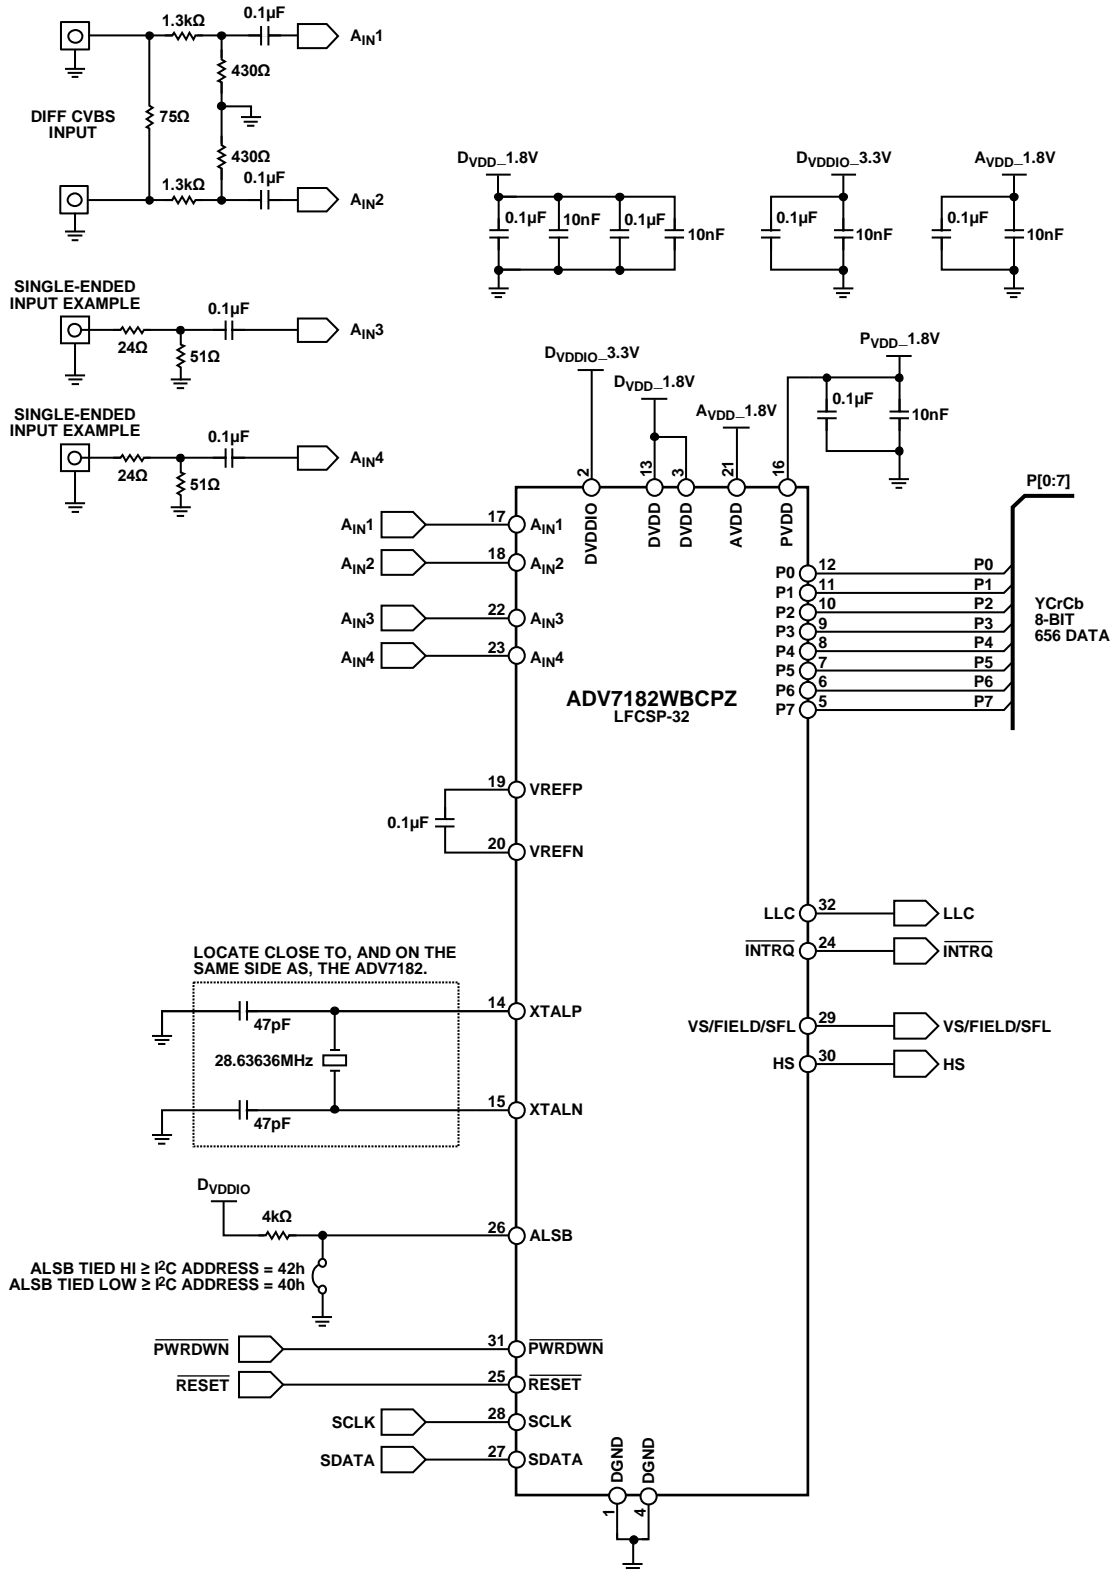 1.3kΩ
0.1µF
AIN1
430Ω
DIFF CVBS
INPUT
75Ω
430Ω
1.3kΩ
0.1µF
AIN2
DVDD_1.8V
0.1µF
10nF
0.1µF
10nF
DVDDIO_3.3V
0.1µF
10nF
AVDD_1.8V
0.1µF
10nF
SINGLE-ENDED
INPUT EXAMPLE
0.1µF
AIN3
24Ω
51Ω
SINGLE-ENDED
INPUT EXAMPLE
0.1µF
AIN4
24Ω
51Ω
DVDDIO_3.3V
DVDD_1.8V
AVDD_1.8V
PVDD_1.8V
0.1µF
10nF
2
13
3
21
16
DVDDIO
DVDD
DVDD
AVDD
PVDD
AIN1
17
AIN1
AIN2
18
AIN2
AIN3
22
AIN3
AIN4
23
AIN4
P[0:7]
P0
12
P0
P1
11
P1
P2
10
P2
P3
9
P3
P4
8
P4
P5
7
P5
P6
6
P6
P7
5
P7
YCrCb
8-BIT
656 DATA
ADV7182WBCPZ
LFCSP-32
19
VREFP
0.1µF
20
VREFN
LLC
32
LLC
INTRQ
24
INTRQ
VS/FIELD/SFL
29
VS/FIELD/SFL
HS
30
HS
LOCATE CLOSE TO, AND ON THE
SAME SIDE AS, THE ADV7182.
47pF
14
XTALP
28.63636MHz
47pF
15
XTALN
DVDDIO
4kΩ
26
ALSB
ALSB TIED HI ≥ I2C ADDRESS = 42h
ALSB TIED LOW ≥ I2C ADDRESS = 40h
PWRDWN
31
PWRDWN
RESET
25
RESET
SCLK
28
SCLK
SDATA
27
SDATA
DGND
DGND
1
4